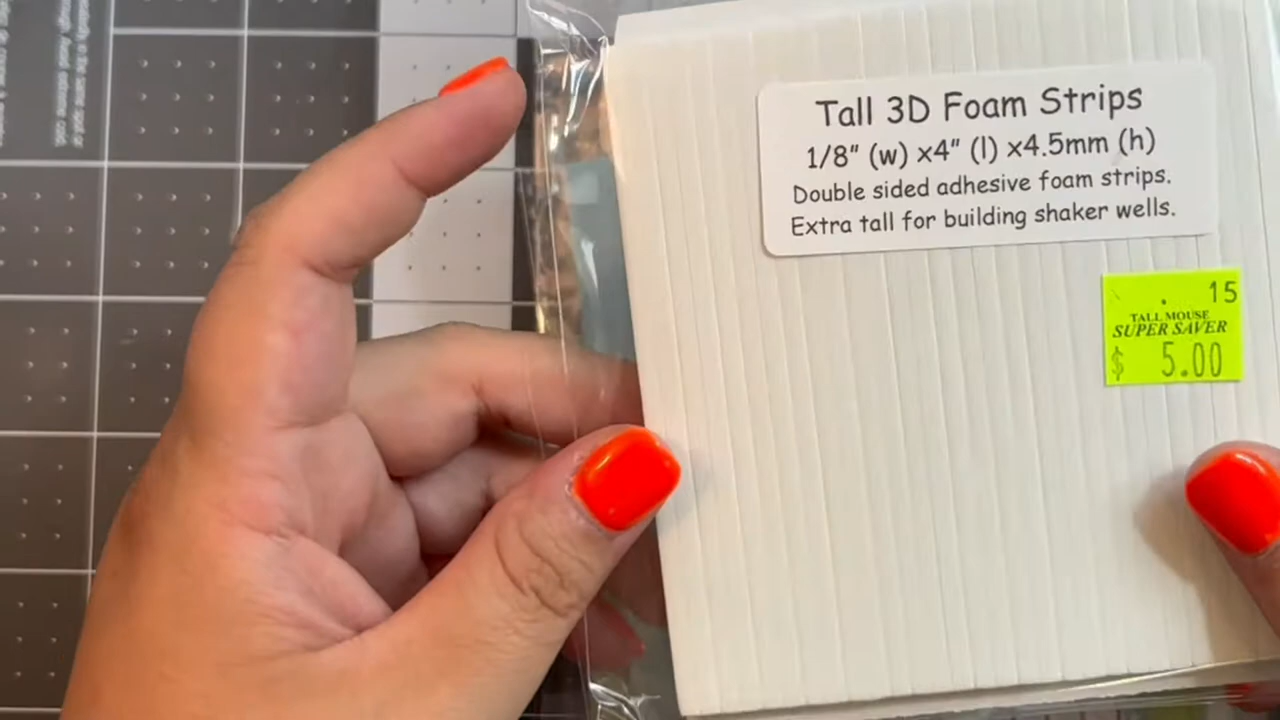 Tall 3D Foam Strips
1/8" (w) x4" (l) x4.5mm (h)
Double sided adhesive foam strips.
Extra tall for building shaker wells.
15
TALL MOUSE
SUPER SAVER
$ 5.00